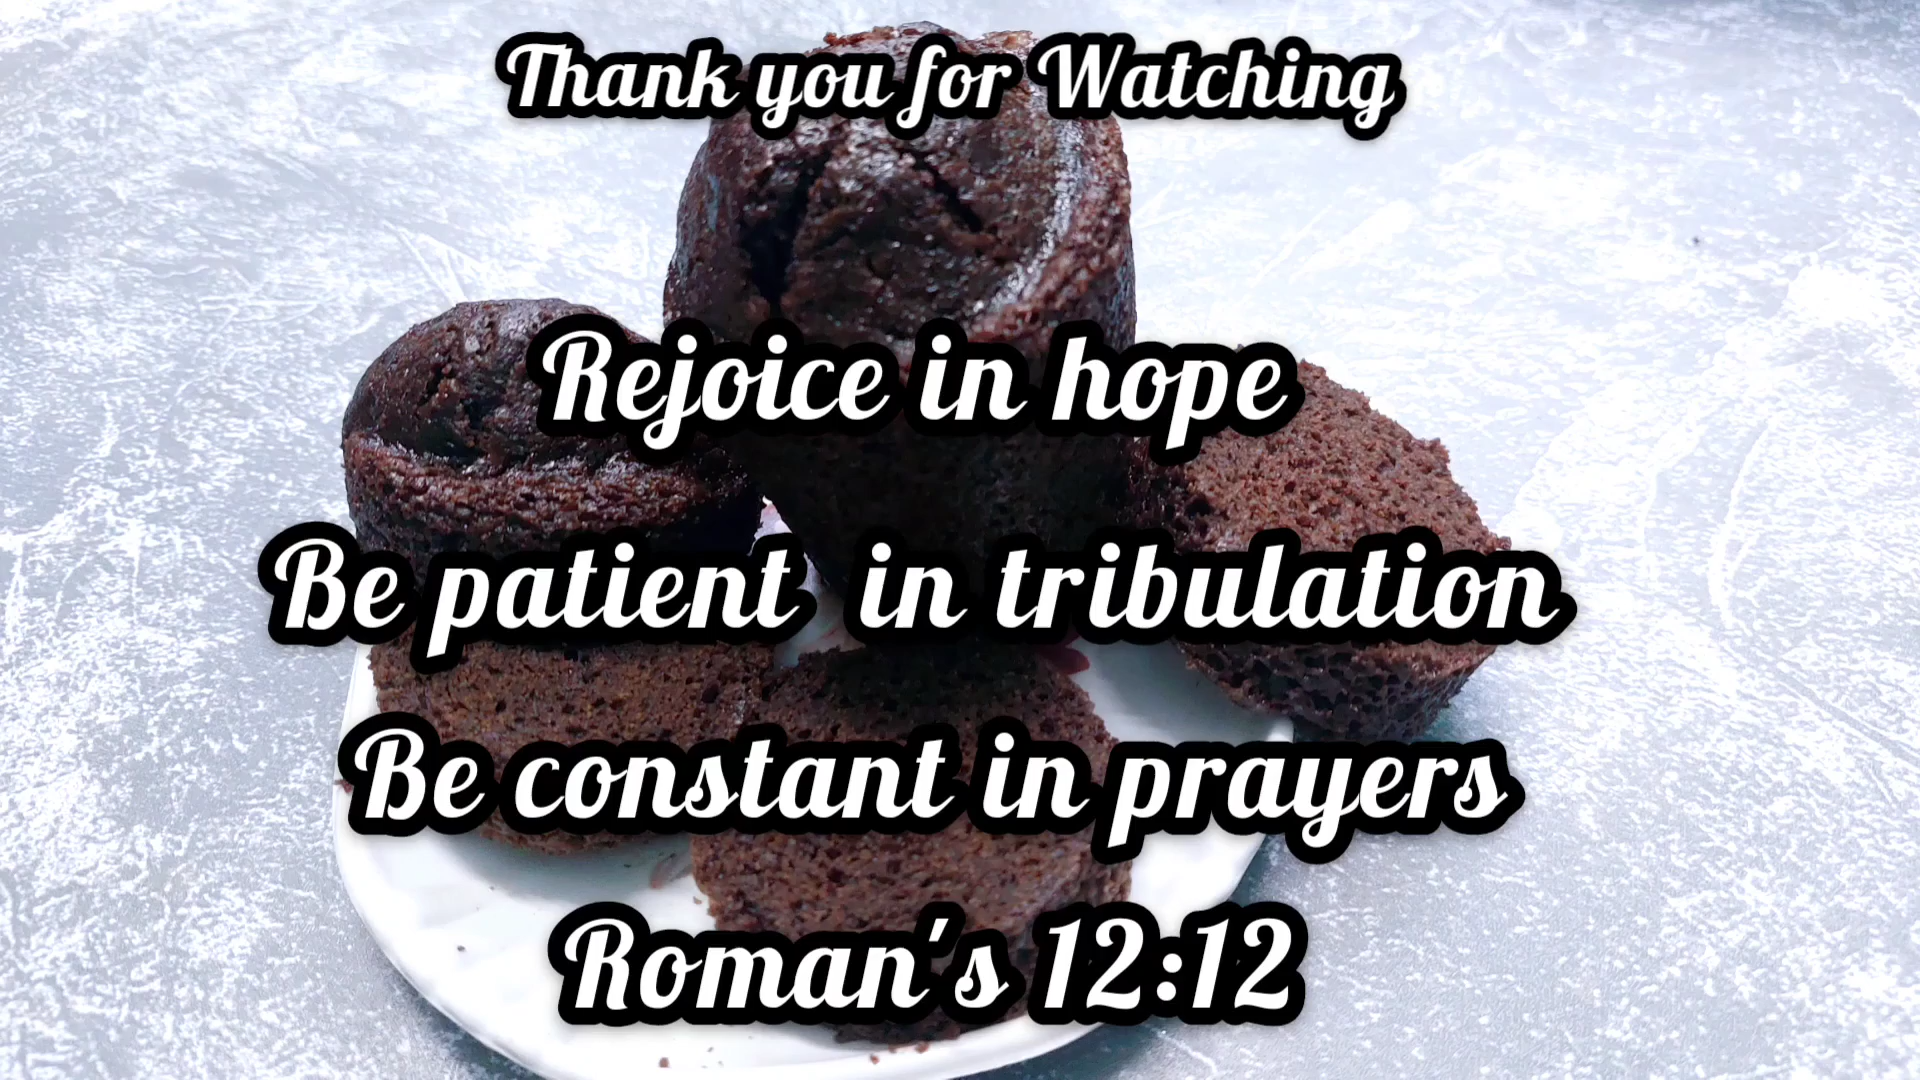 Thank you for Watching
Rejoice in hope
Be patient in tribulation
Be constant in prayers
Roman's 12:12